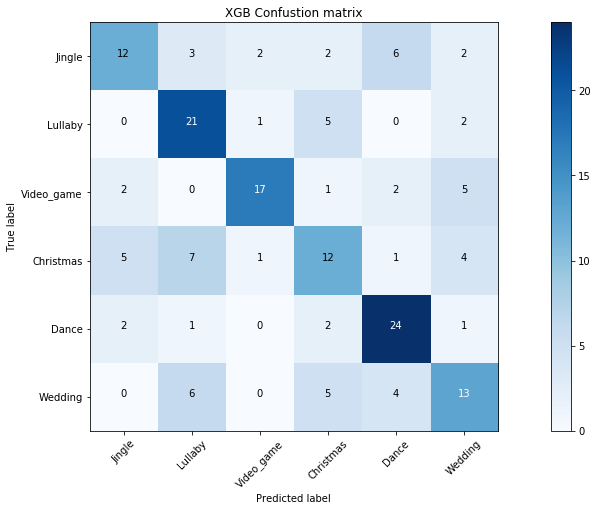 XGB Confustion matrix
True label
Jingle 12 3 2 2 6 2
Lullaby 0 21 1 5 0 2
Video_game 2 0 17 1 2 5
Christmas 5 7 1 12 1 4
Dance 2 1 0 2 24 1
Wedding 0 6 0 5 4 13
Jingle Lullaby Video_game Christmas Dance Wedding
Predicted label
20
15
10
5
0